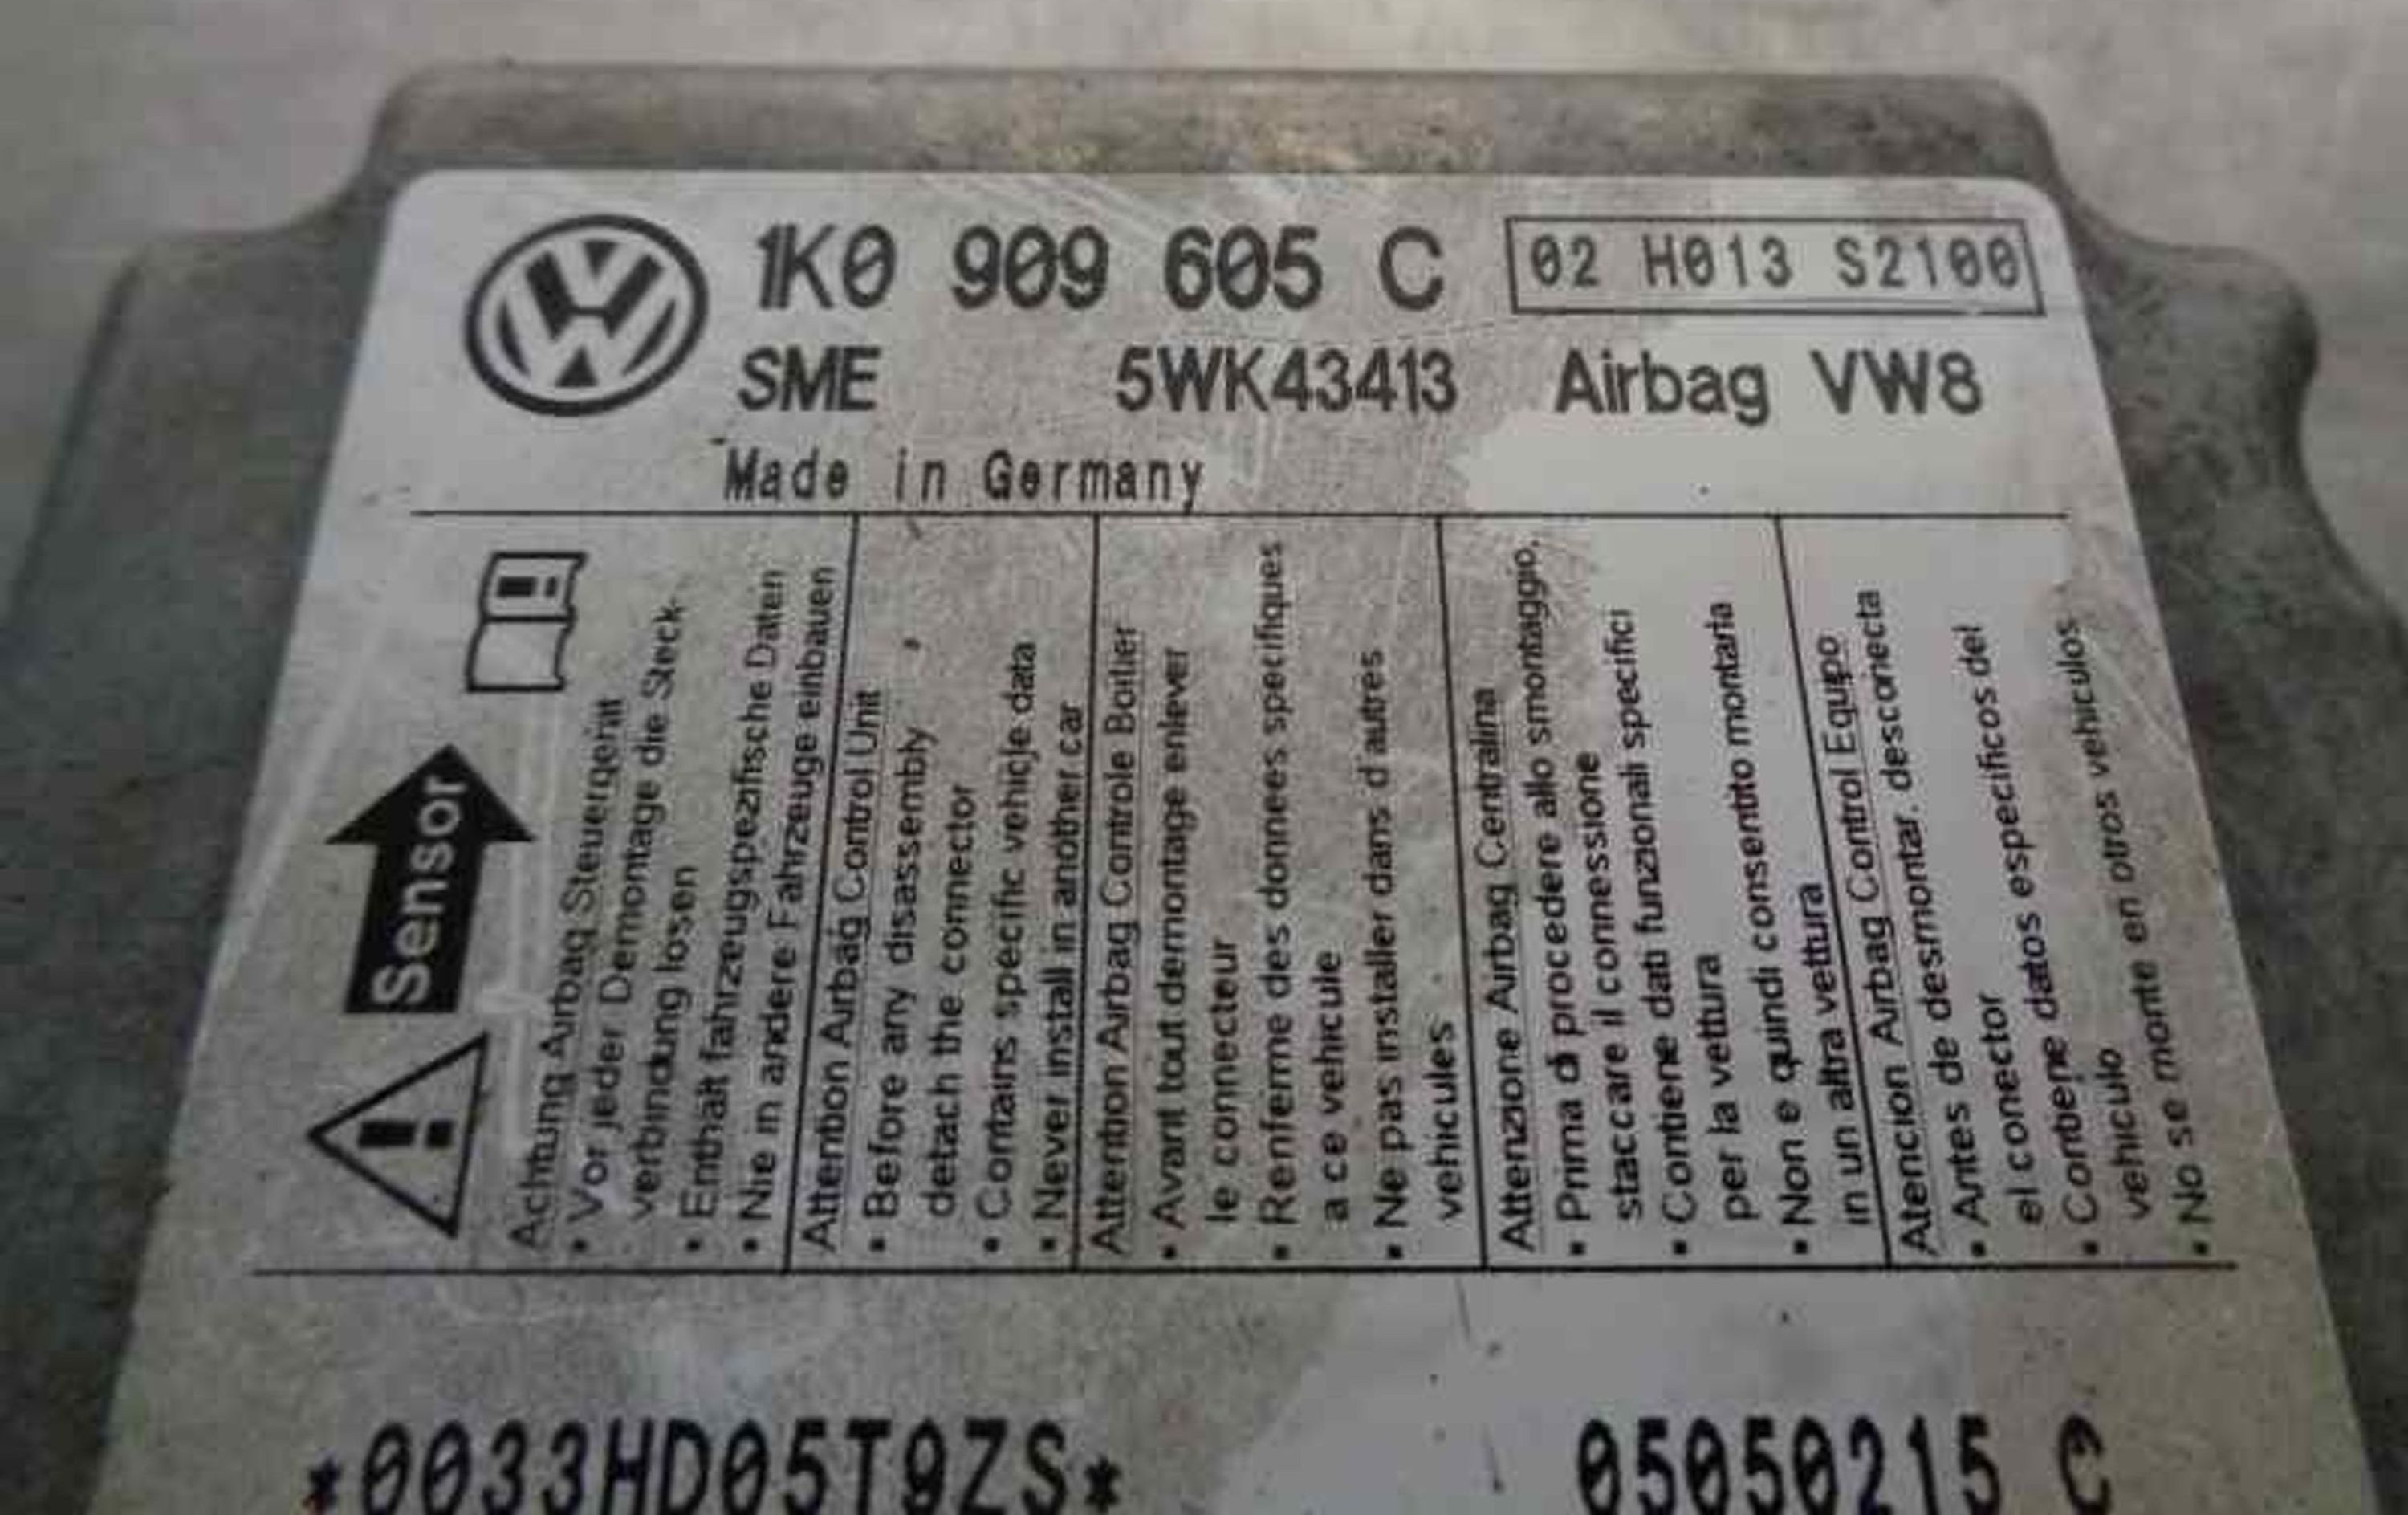 1K0 909 605 C 02 H013 S2100
SME 5WK43413 Airbag VW8
Made in Germany
Sensor
Achtung Airbag Steuergerät
• Vor jeder Demontage die Steck-
verbindung losen
• Enthält fahrzeugspezifische Daten
• Nie in andere Fahrzeuge einbauen
Attention Airbag Control Unit
• Before any disassembly,
detach the connector
• Contains specific vehicle data
• Never install in another car
Attention Airbag Controle Boitier
• Avant tout demontage enlever
le connecteur
• Renferme des donnees specifiques
a ce vehicule
• Ne pas installer dans d'autres
vehicules
Attenzione Airbag Centralina
• Prima di procedere allo smontaggio,
staccare il connessione
• Contiene dati funzionali specifici
per la vettura
• Non e quindi consentito montaria
in un altra vettura
Atencion Airbag Control Equipo
• Antes de desmontar. desconecta
el conector
• Contiene datos especificos del
vehiculo
• No se monte en otros vehiculos
*0033HD05T9ZS* 05050215 C